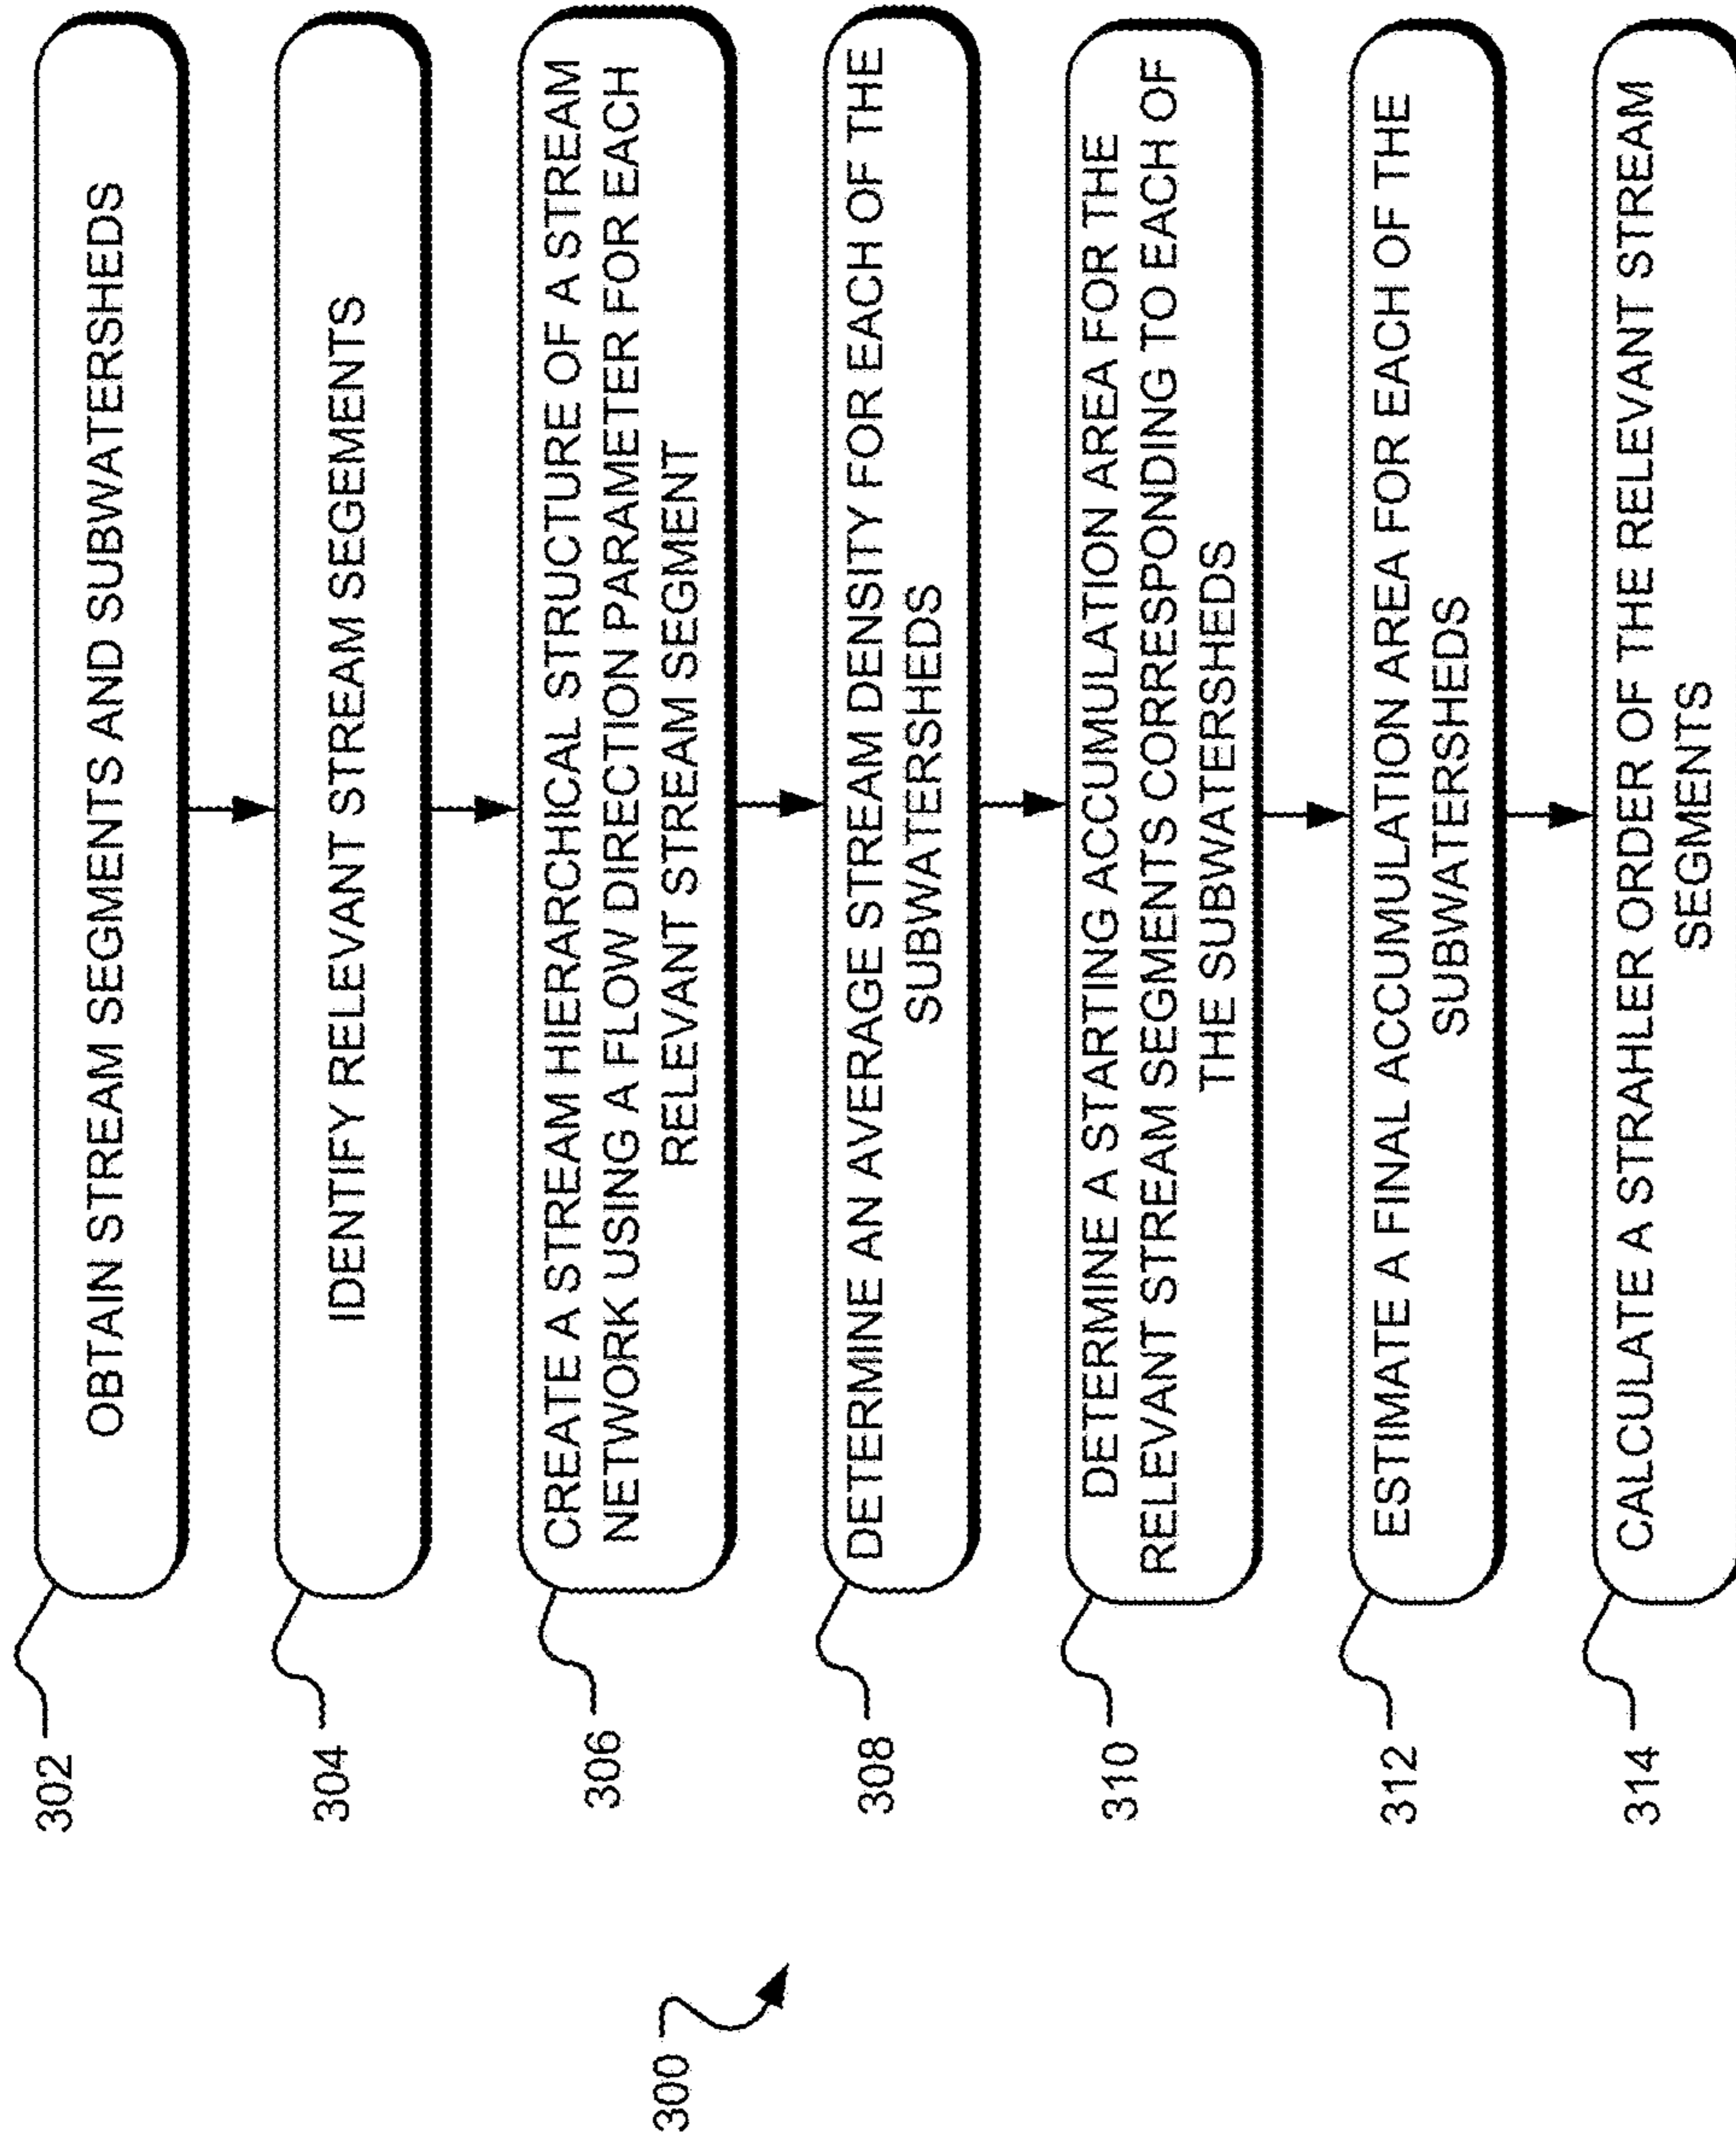 300
302
OBTAIN STREAM SEGMENTS AND SUBWATERSHEDS
304
IDENTIFY RELEVANT STREAM SEGEMENTS
306
CREATE A STREAM HIERARCHICAL STRUCTURE OF A STREAM
NETWORK USING A FLOW DIRECTION PARAMETER FOR EACH
RELEVANT STREAM SEGMENT
308
DETERMINE AN AVERAGE STREAM DENSITY FOR EACH OF THE
SUBWATERSHEDS
310
DETERMINE A STARTING ACCUMULATION AREA FOR THE
RELEVANT STREAM SEGMENTS CORRESPONDING TO EACH OF
THE SUBWATERSHEDS
312
ESTIMATE A FINAL ACCUMULATION AREA FOR EACH OF THE
SUBWATERSHEDS
314
CALCULATE A STRAHLER ORDER OF THE RELEVANT STREAM
SEGMENTS